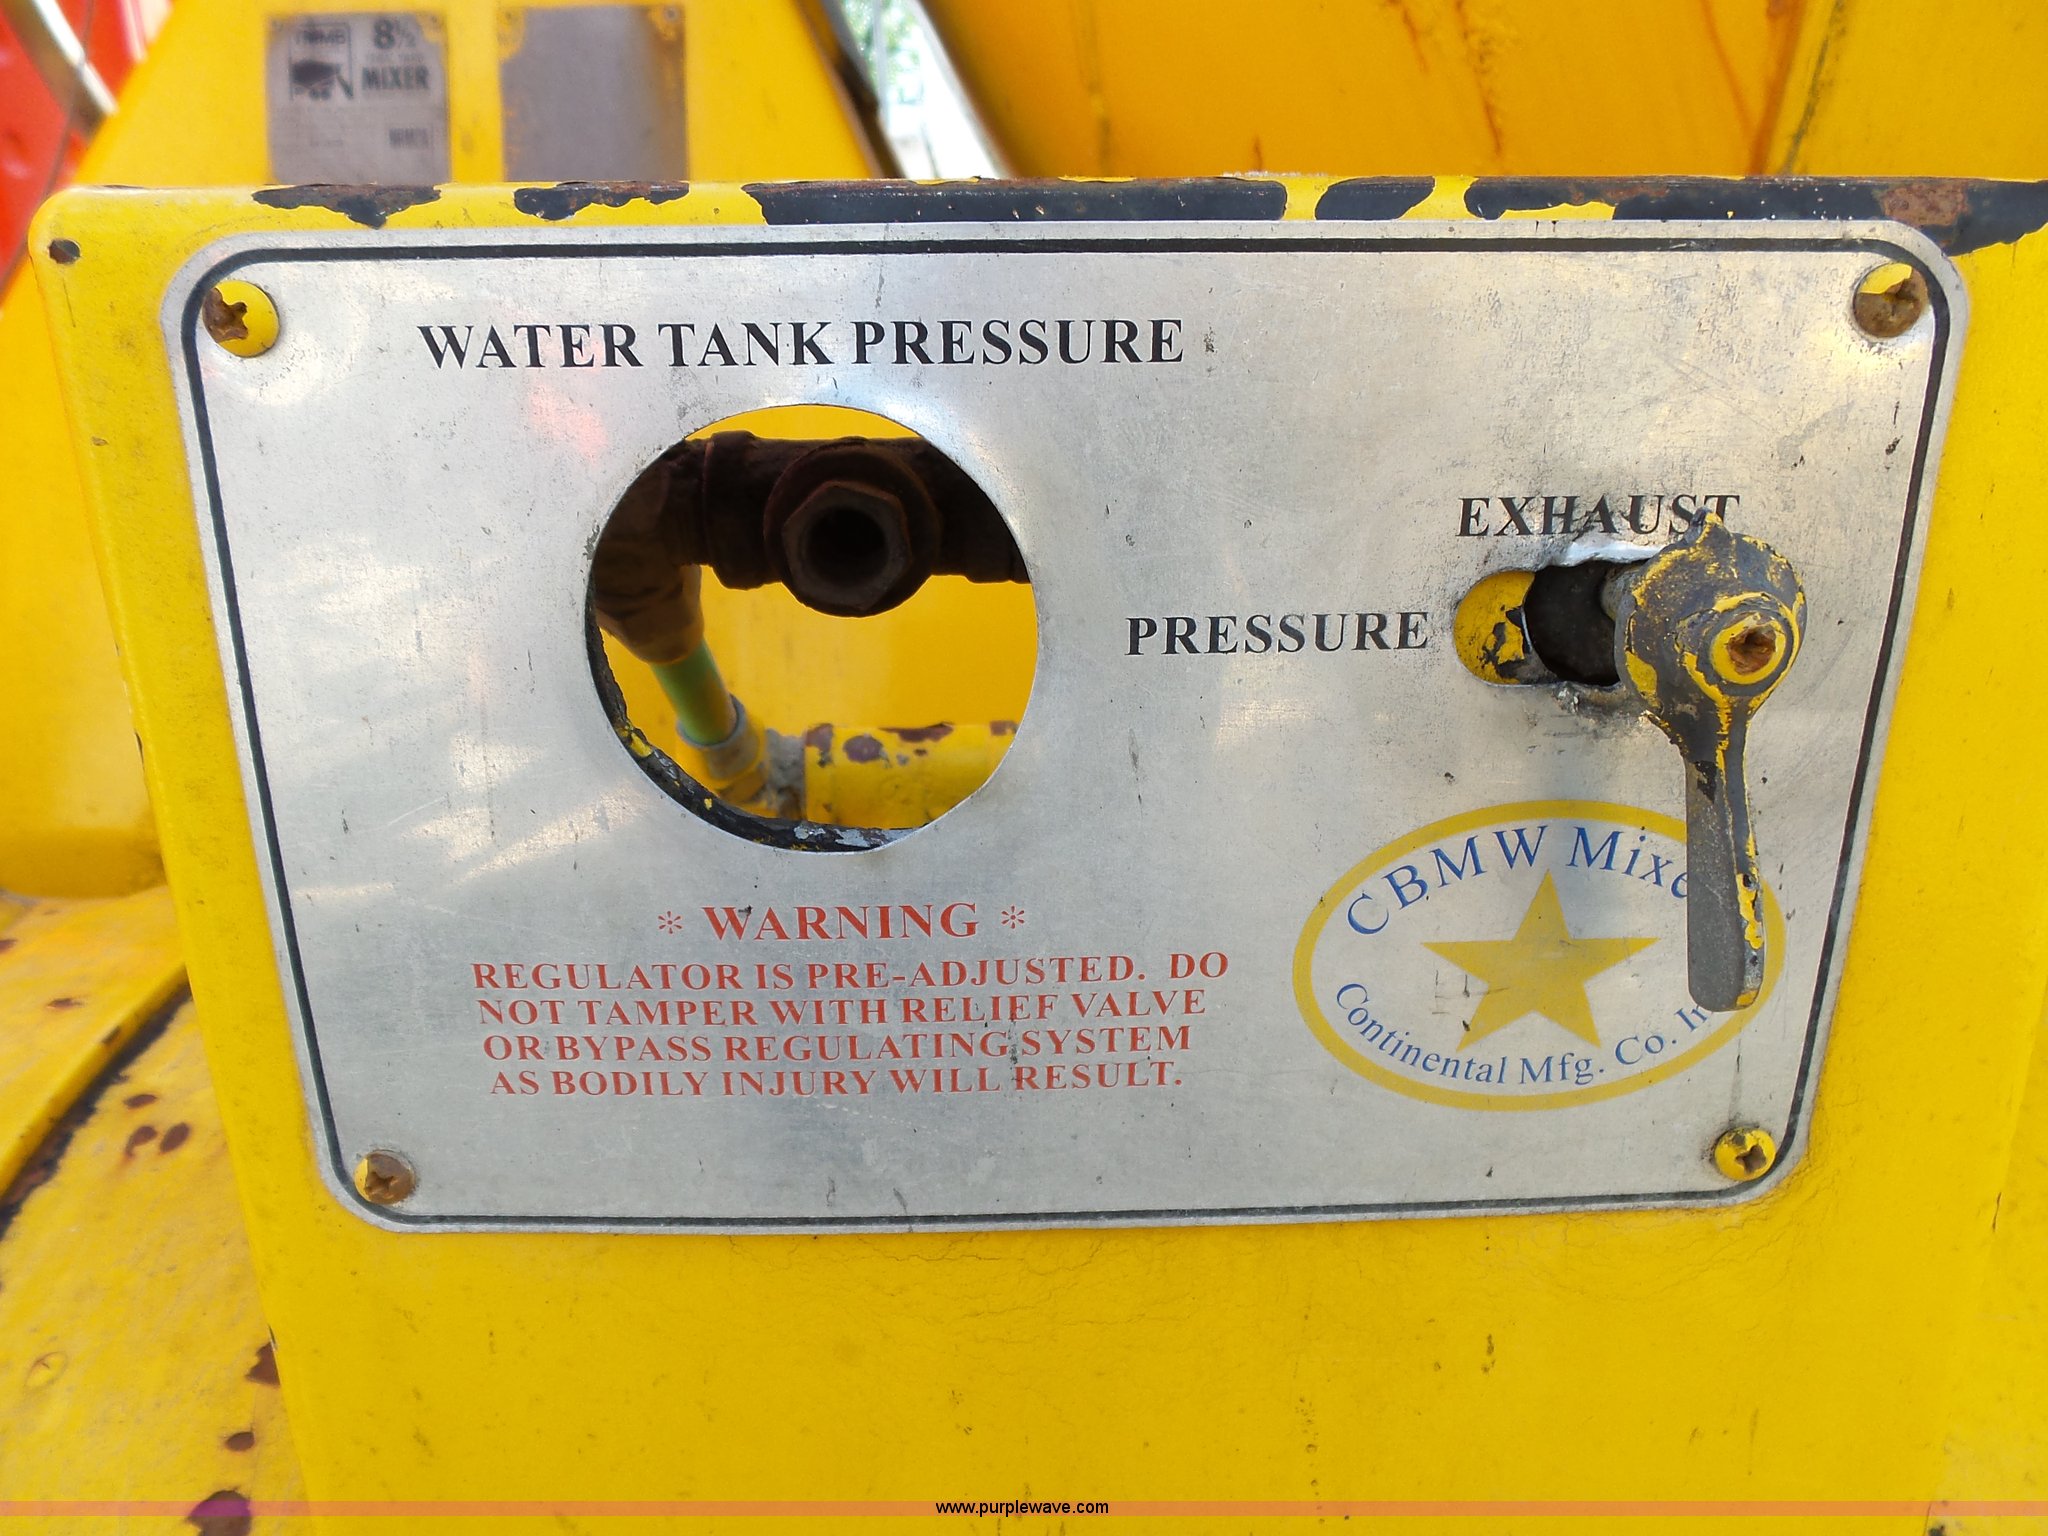 8½
MIXER
WATER TANK PRESSURE
EXHAUST
PRESSURE
* WARNING *
REGULATOR IS PRE-ADJUSTED. DO
NOT TAMPER WITH RELIEF VALVE
OR BYPASS REGULATING SYSTEM
AS BODILY INJURY WILL RESULT.
CBMW Mixe
Continental Mfg. Co. In
www.purplewave.com